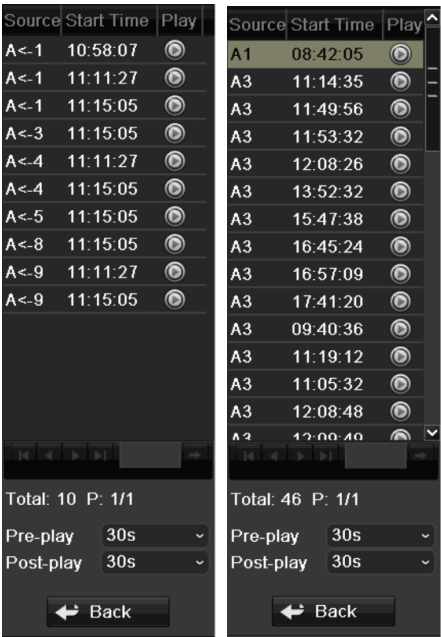 Source Start Time Play
A<-1 10:58:07
A<-1 11:11:27
A<-1 11:15:05
A<-3 11:15:05
A<-4 11:11:27
A<-4 11:15:05
A<-5 11:15:05
A<-8 11:15:05
A<-9 11:11:27
A<-9 11:15:05
Total: 10 P: 1/1
Pre-play 30s
Post-play 30s
Back
Source Start Time Play
A1 08:42:05
A3 11:14:35
A3 11:49:56
A3 11:53:32
A3 12:08:26
A3 13:52:32
A3 15:47:38
A3 16:45:24
A3 16:57:09
A3 17:41:20
A3 09:40:36
A3 11:19:12
A3 11:05:32
A3 12:08:48
A3 12:09:49
Total: 46 P: 1/1
Pre-play 30s
Post-play 30s
Back